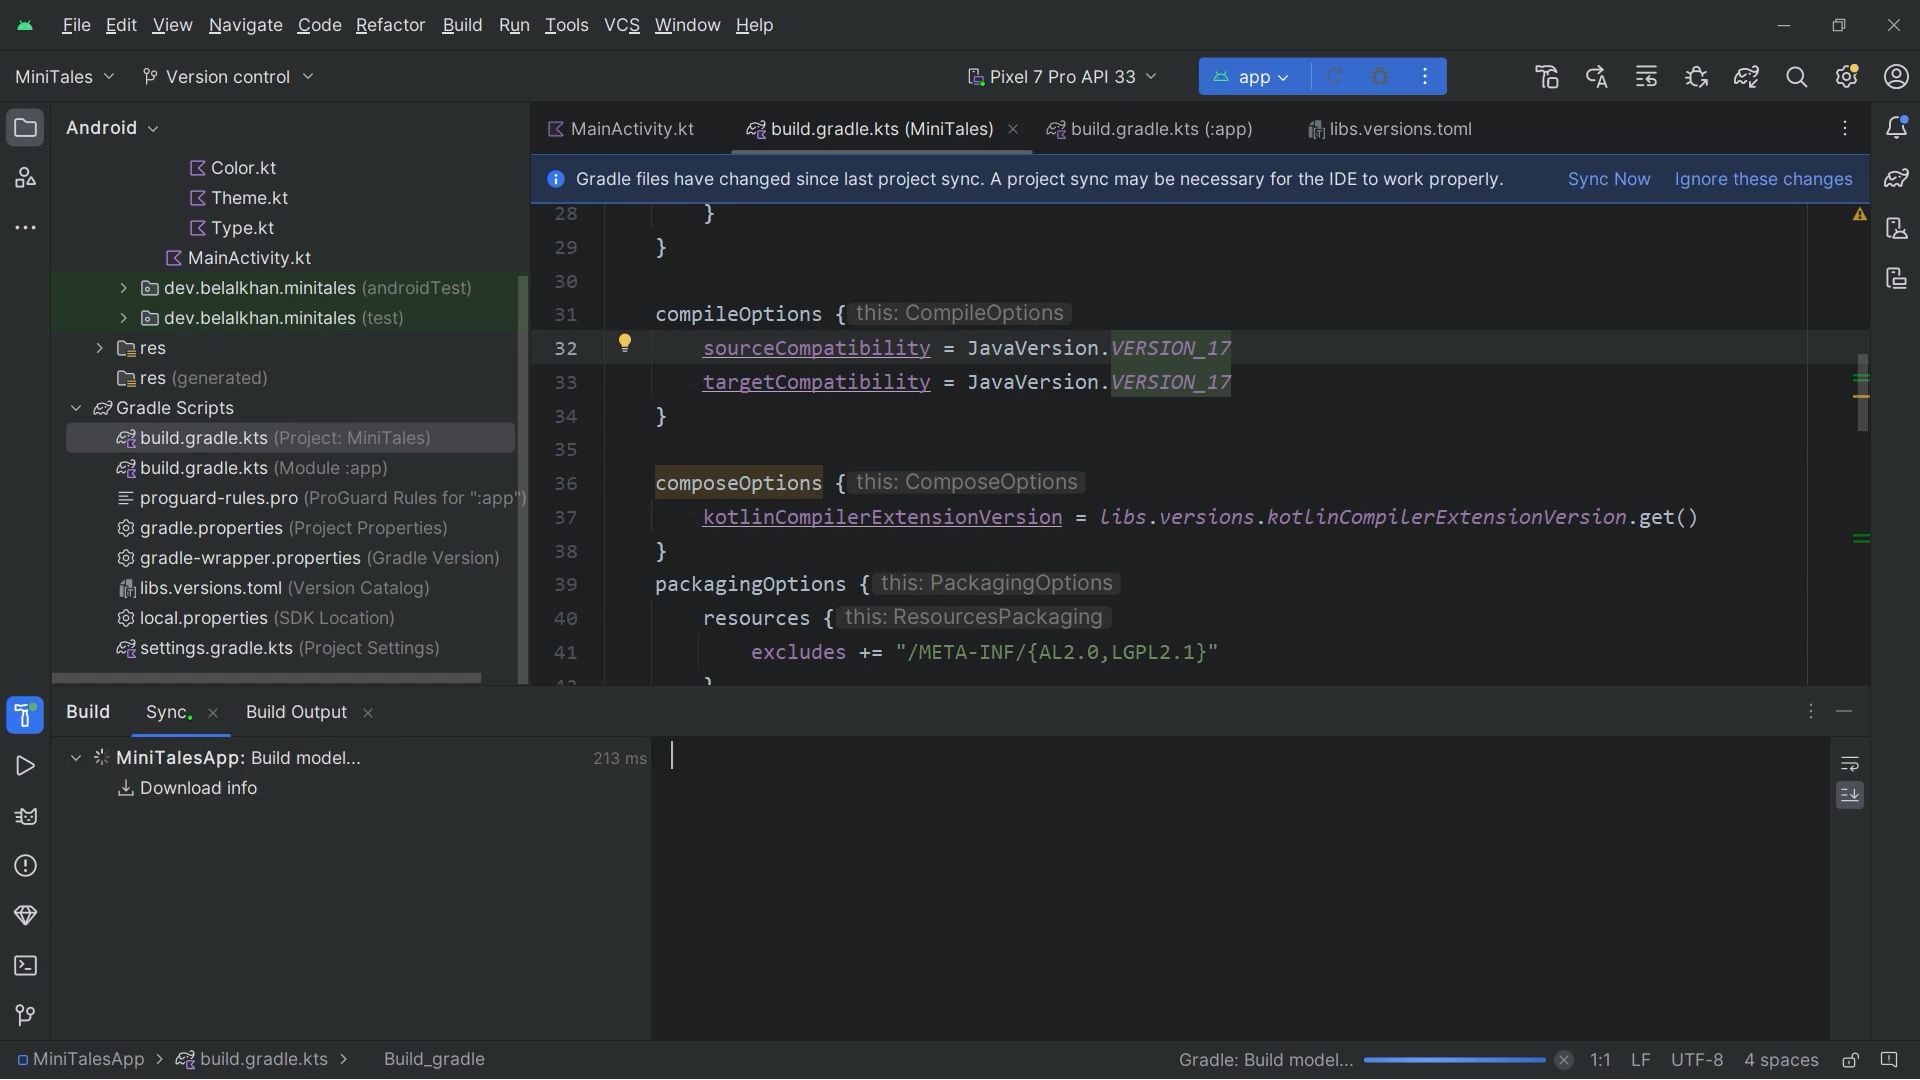 File Edit View Navigate Code Refactor Build Run Tools VCS Window Help
MiniTales Version control Pixel 7 Pro API 33 app
Android
Color.kt
Theme.kt
Type.kt
MainActivity.kt
dev.belalkhan.minitales (androidTest)
dev.belalkhan.minitales (test)
res
res (generated)
Gradle Scripts
build.gradle.kts (Project: MiniTales)
build.gradle.kts (Module :app)
proguard-rules.pro (ProGuard Rules for ":app")
gradle.properties (Project Properties)
gradle-wrapper.properties (Gradle Version)
libs.versions.toml (Version Catalog)
local.properties (SDK Location)
settings.gradle.kts (Project Settings)
MainActivity.kt build.gradle.kts (MiniTales) build.gradle.kts (:app) libs.versions.toml
Gradle files have changed since last project sync. A project sync may be necessary for the IDE to work properly. Sync Now Ignore these changes
28 }
29 }
30
31 compileOptions { this: CompileOptions
32 sourceCompatibility = JavaVersion.VERSION_17
33 targetCompatibility = JavaVersion.VERSION_17
34 }
35
36 composeOptions { this: ComposeOptions
37 kotlinCompilerExtensionVersion = libs.versions.kotlinCompilerExtensionVersion.get()
38 }
39 packagingOptions { this: PackagingOptions
40 resources { this: ResourcesPackaging
41 excludes += "/META-INF/{AL2.0,LGPL2.1}"
Build Sync Build Output
MiniTalesApp: Build model... 213 ms
Download info
MiniTalesApp > build.gradle.kts > Build_gradle Gradle: Build model... 1:1 LF UTF-8 4 spaces